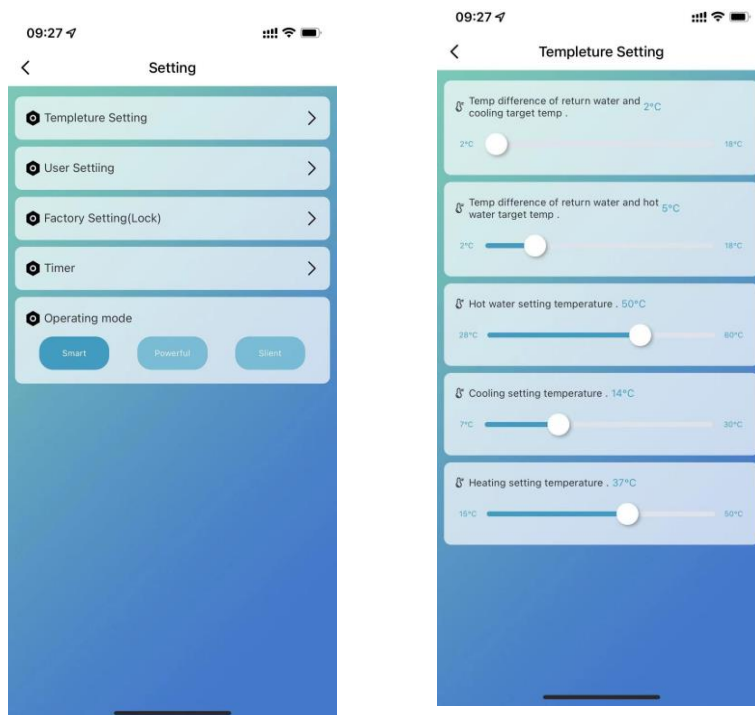 09:27
Setting
Templeture Setting
User Settiing
Factory Setting(Lock)
Timer
Operating mode
Smart Powerful Slient
09:27
Templeture Setting
Temp difference of return water and 2°C
cooling target temp .
2°C 18°C
Temp difference of return water and hot 5°C
water target temp .
2°C 18°C
Hot water setting temperature . 50°C
28°C 60°C
Cooling setting temperature . 14°C
7°C 30°C
Heating setting temperature . 37°C
15°C 50°C